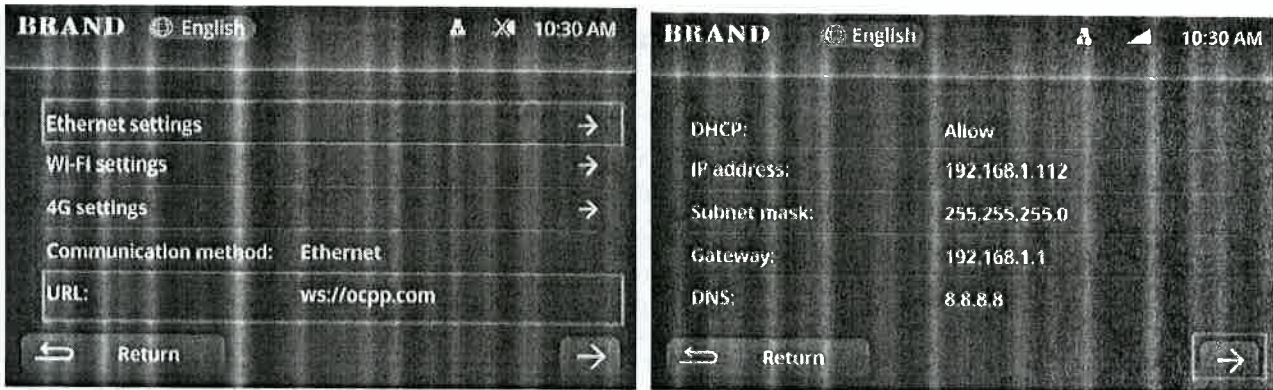 BRAND English 10:30 AM
Ethernet settings
Wi-Fi settings
4G settings
Communication method: Ethernet
URL: ws://ocpp.com
Return
BRAND English 10:30 AM
DHCP: Allow
IP address: 192.168.1.112
Subnet mask: 255.255.255.0
Gateway: 192.168.1.1
DNS: 8.8.8.8
Return